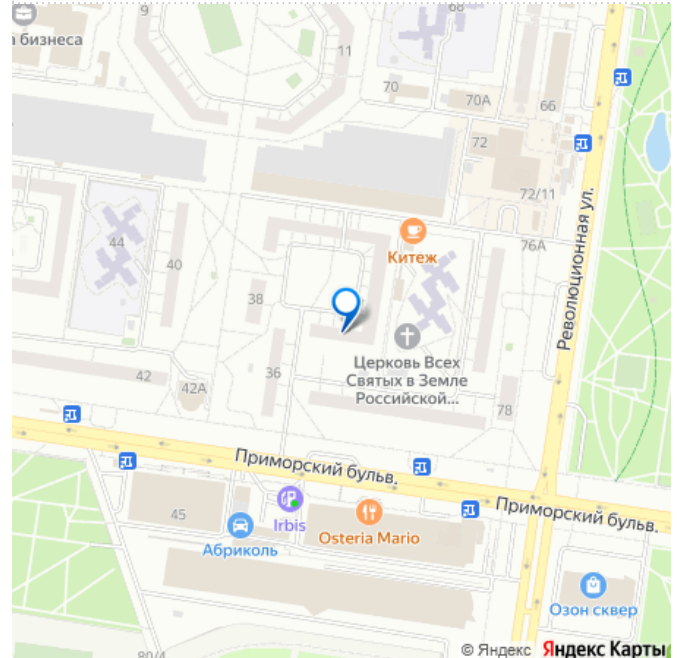 9
68
а бизнеса
11
70
70А
66
72
72/11
Революционная ул.
Китеж
76А
44
40
38
Церковь Всех
Святых в Земле
Российской...
36
42
42А
78
Приморский бульв.
Приморский бульв.
45
Irbis
Osteria Mario
Абриколь
Озон сквер
80/4
© Яндекс Яндекс Карты